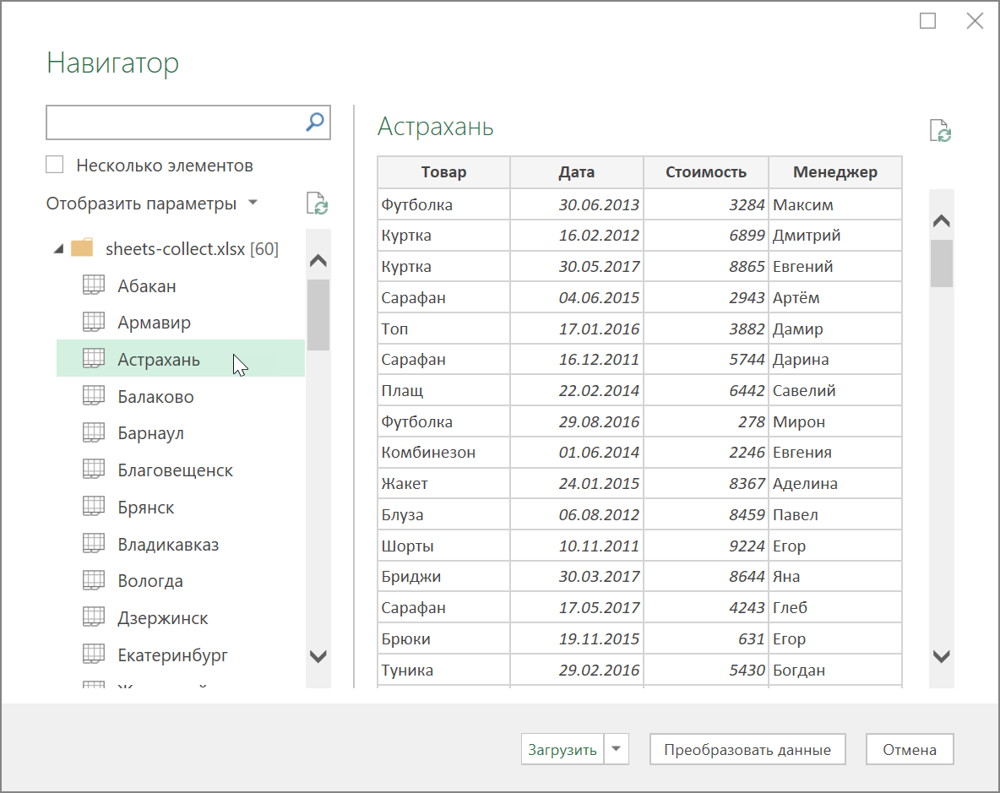 Навигатор
Несколько элементов
Отобразить параметры
sheets-collect.xlsx [60]
Абакан
Армавир
Астрахань
Балаково
Барнаул
Благовещенск
Брянск
Владикавказ
Вологда
Дзержинск
Екатеринбург
Астрахань
Товар Дата Стоимость Менеджер
Футболка 30.06.2013 3284 Максим
Куртка 16.02.2012 6899 Дмитрий
Куртка 30.05.2017 8865 Евгений
Сарафан 04.06.2015 2943 Артём
Топ 17.01.2016 3882 Дамир
Сарафан 16.12.2011 5744 Дарина
Плащ 22.02.2014 6442 Савелий
Футболка 29.08.2016 278 Мирон
Комбинезон 01.06.2014 2246 Евгения
Жакет 24.01.2015 8367 Аделина
Блуза 06.08.2012 8459 Павел
Шорты 10.11.2011 9224 Егор
Бриджи 30.03.2017 8644 Яна
Сарафан 17.05.2017 4243 Глеб
Брюки 19.11.2015 631 Егор
Туника 29.02.2016 5430 Богдан
Загрузить Преобразовать данные Отмена